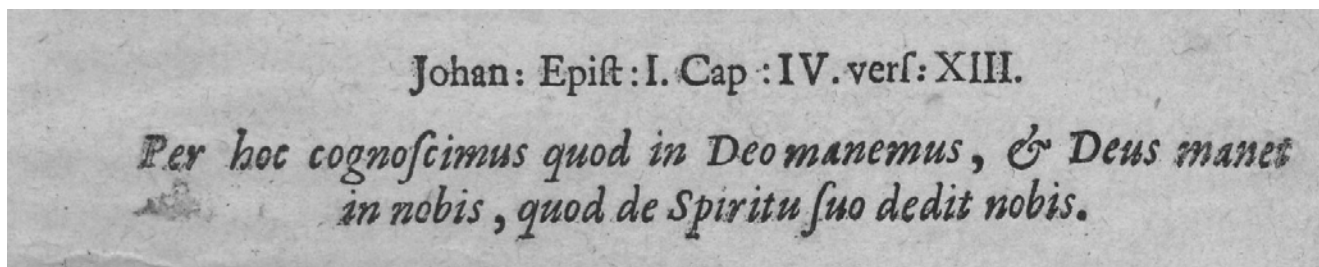 Johan: Epiſt: I. Cap: IV. verſ: XIII.
Per hoc cognoſcimus quod in Deo manemus, & Deus manet
in nobis, quod de Spiritu ſuo dedit nobis.